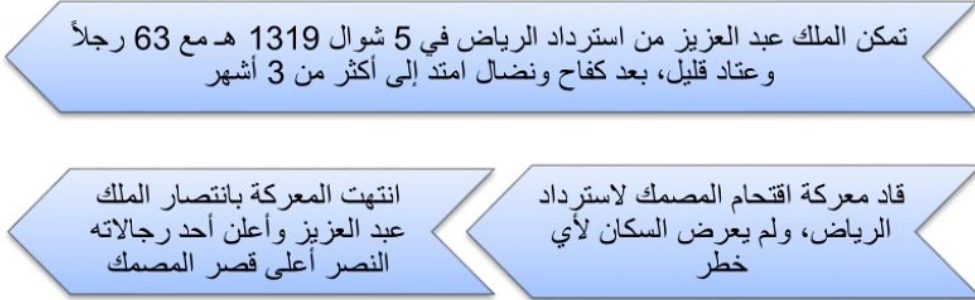 تمكن الملك عبد العزيز من استرداد الرياض في 5 شوال 1319 هـ مع 63 رجلاً
وعتاد قليل، بعد كفاح ونضال امتد إلى أكثر من 3 أشهر
قاد معركة اقتحام المصمك لاسترداد
الرياض، ولم يعرض السكان لأي
خطر
انتهت المعركة بانتصار الملك
عبد العزيز وأعلن أحد رجالاته
النصر أعلى قصر المصمك